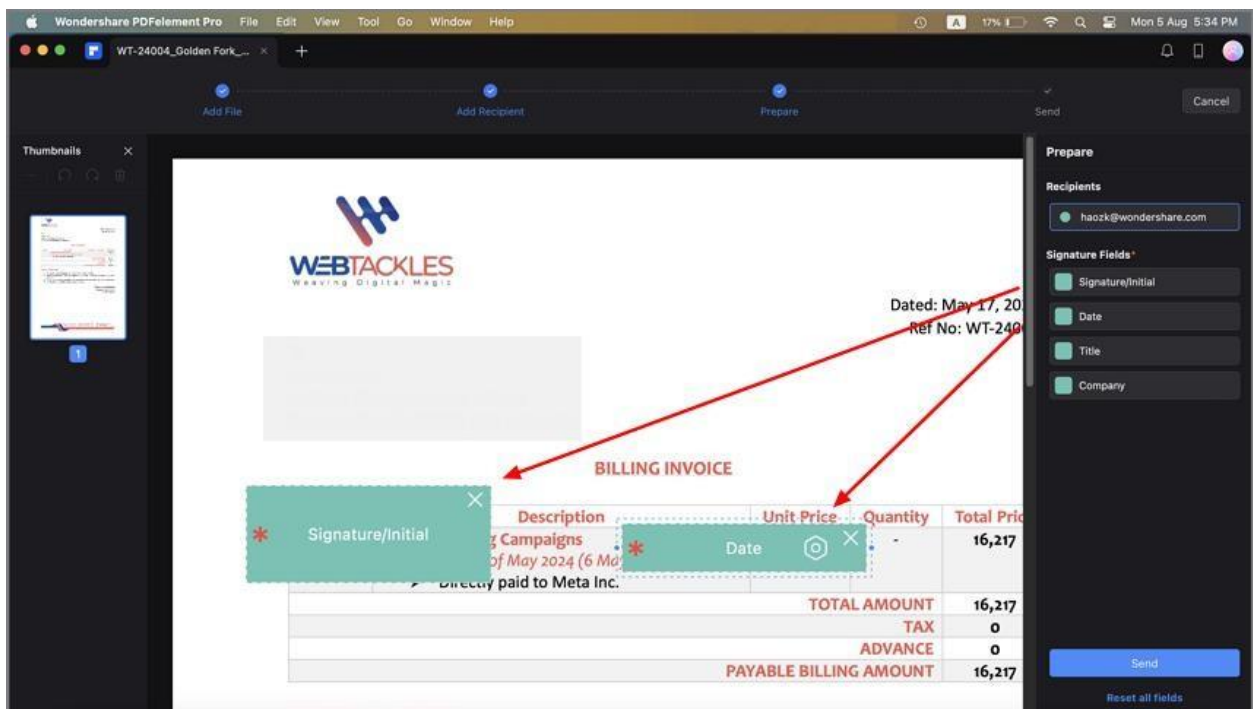 Wondershare PDFelement Pro File Edit View Tool Go Window Help A 17% Mon 5 Aug 5:34 PM
WT-24004_Golden Fork_... × +
Add File
Add Recipient
Prepare
Send
Cancel
Thumbnails ×
1
WEBTACKLES
Weaving Digital Magic
Dated: May 17, 20
Ref No: WT-240
BILLING INVOICE
Description Unit Price Quantity Total Pric
Signature/Initial
g Campaigns - 16,217
Date
of May 2024 (6 Ma
Directly paid to Meta Inc.
TOTAL AMOUNT 16,217
TAX 0
ADVANCE 0
PAYABLE BILLING AMOUNT 16,217
Prepare
Recipients
haozk@wondershare.com
Signature Fields*
Signature/Initial
Date
Title
Company
Send
Reset all fields